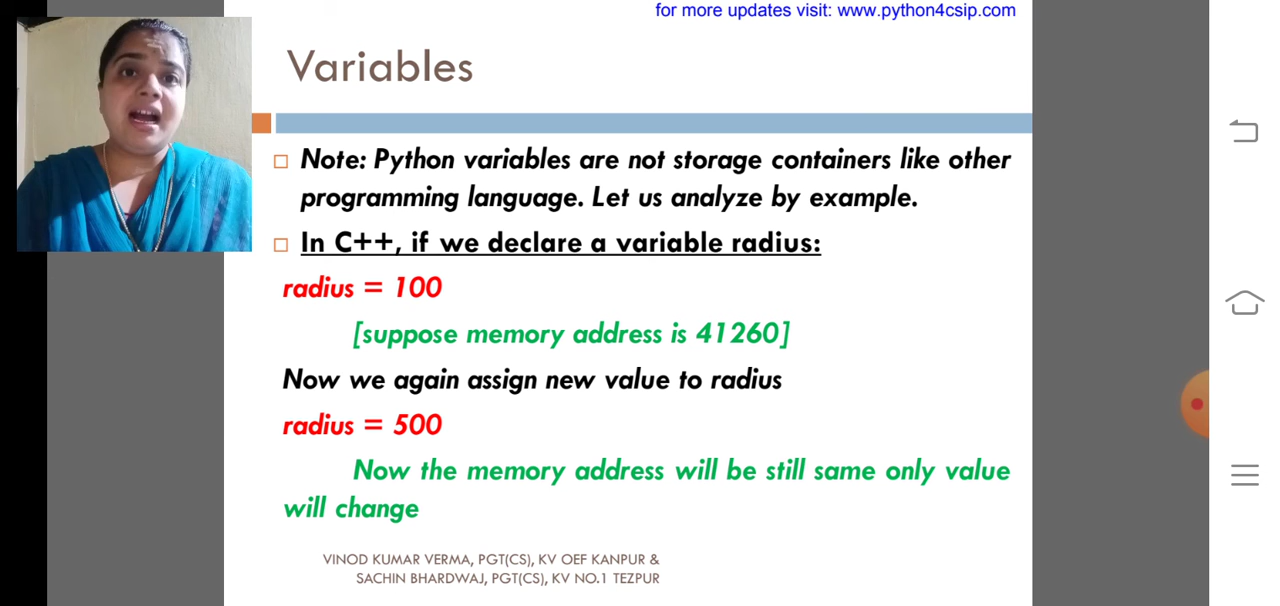 for more updates visit: www.python4csip.com
Variables
Note: Python variables are not storage containers like other
programming language. Let us analyze by example.
In C++, if we declare a variable radius:
radius = 100
[suppose memory address is 41260]
Now we again assign new value to radius
radius = 500
Now the memory address will be still same only value
will change
VINOD KUMAR VERMA, PGT(CS), KV OEF KANPUR &
SACHIN BHARDWAJ, PGT(CS), KV NO.1 TEZPUR